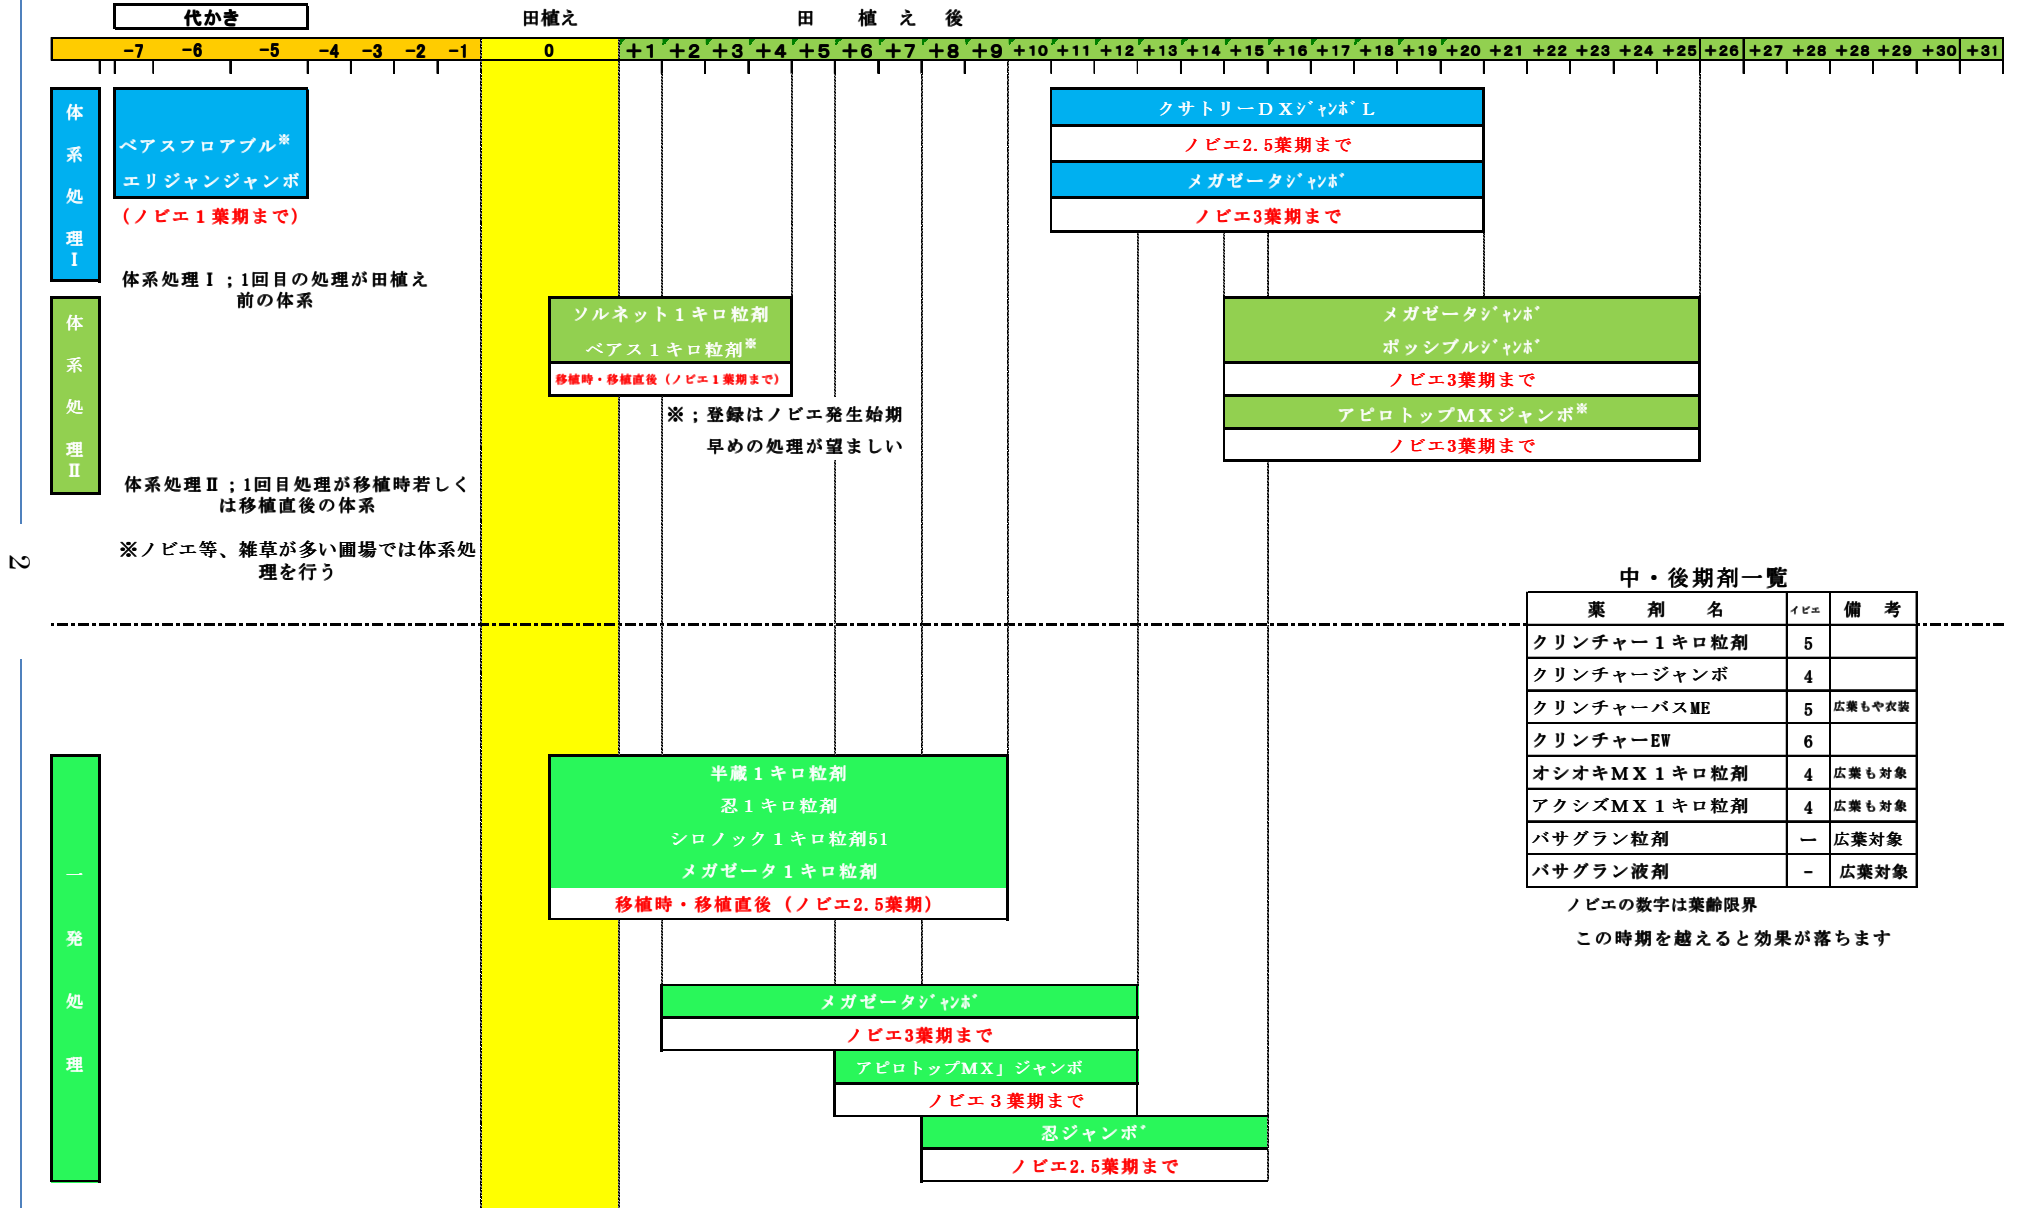 代かき 田植え 田 植 え 後
-7 -6 -5 -4 -3 -2 -1 0 +1 +2 +3 +4 +5 +6 +7 +8 +9 +10 +11 +12 +13 +14 +15 +16 +17 +18 +19 +20 +21 +22 +23 +24 +25 +26 +27 +28 +28 +29 +30 +31
体系処理Ⅰ
ベアスフロアブル※
エリジャンジャンボ
(ノビエ１葉期まで)
クサトリーＤＸｼﾞｬﾝﾎﾞＬ
ノビエ2.5葉期まで
メガゼータｼﾞｬﾝﾎﾞ
ノビエ3葉期まで
体系処理Ⅰ；1回目の処理が田植え
前の体系
体系処理Ⅱ
ソルネット１キロ粒剤
ベアス１キロ粒剤※
移植時・移植直後（ノビエ１葉期まで）
※；登録はノビエ発生始期
早めの処理が望ましい
メガゼータｼﾞｬﾝﾎﾞ
ポッシブルｼﾞｬﾝﾎﾞ
ノビエ3葉期まで
アピロトップＭＸジャンボ※
ノビエ3葉期まで
体系処理Ⅱ；1回目処理が移植時若しく
は移植直後の体系
※ノビエ等、雑草が多い圃場では体系処
理を行う
2
中・後期剤一覧
薬 剤 名 イビエ 備 考
クリンチャー１キロ粒剤 5
クリンチャージャンボ 4
クリンチャーバスME 5 広葉もや衣装
クリンチャーEW 6
オシオキＭＸ１キロ粒剤 4 広葉も対象
アクシズＭＸ１キロ粒剤 4 広葉も対象
バサグラン粒剤 ー 広葉対象
バサグラン液剤 - 広葉対象
ノビエの数字は葉齢限界
この時期を越えると効果が落ちます
一発処理
半蔵１キロ粒剤
忍１キロ粒剤
シロノック１キロ粒剤51
メガゼータ１キロ粒剤
移植時・移植直後（ノビエ2.5葉期）
メガゼータｼﾞｬﾝﾎﾞ
ノビエ3葉期まで
アピロトップＭＸ」ジャンボ
ノビエ３葉期まで
忍ジャンボﾞ
ノビエ2.5葉期まで